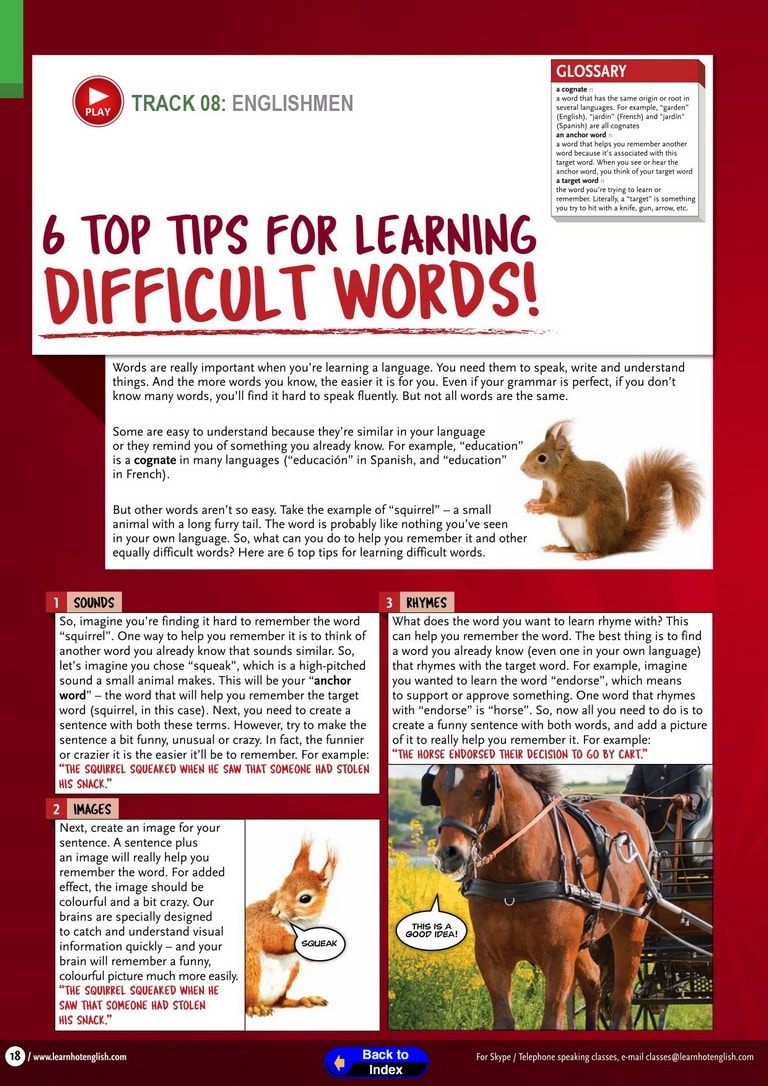 PLAY
TRACK 08: ENGLISHMEN
GLOSSARY
a cognate n
a word that has the same origin or root in
several languages. For example, “garden”
(English), “jardin” (French) and “jardín”
(Spanish) are all cognates
an anchor word n
a word that helps you remember another
word because it’s associated with this
target word. When you see or hear the
anchor word, you think of your target word
a target word n
the word you’re trying to learn or
remember. Literally, a “target” is something
you try to hit with a knife, gun, arrow, etc.
6 TOP TIPS FOR LEARNING
DIFFICULT WORDS!
Words are really important when you’re learning a language. You need them to speak, write and understand
things. And the more words you know, the easier it is for you. Even if your grammar is perfect, if you don’t
know many words, you’ll find it hard to speak fluently. But not all words are the same.
Some are easy to understand because they’re similar in your language
or they remind you of something you already know. For example, “education”
is a cognate in many languages (“educación” in Spanish, and “education”
in French).
But other words aren’t so easy. Take the example of “squirrel” – a small
animal with a long furry tail. The word is probably like nothing you’ve seen
in your own language. So, what can you do to help you remember it and other
equally difficult words? Here are 6 top tips for learning difficult words.
1 SOUNDS
So, imagine you’re finding it hard to remember the word
“squirrel”. One way to help you remember it is to think of
another word you already know that sounds similar. So,
let’s imagine you chose “squeak”, which is a high-pitched
sound a small animal makes. This will be your “anchor
word” – the word that will help you remember the target
word (squirrel, in this case). Next, you need to create a
sentence with both these terms. However, try to make the
sentence a bit funny, unusual or crazy. In fact, the funnier
or crazier it is the easier it’ll be to remember. For example:
“THE SQUIRREL SQUEAKED WHEN HE SAW THAT SOMEONE HAD STOLEN
HIS SNACK.”
2 IMAGES
Next, create an image for your
sentence. A sentence plus
an image will really help you
remember the word. For added
effect, the image should be
colourful and a bit crazy. Our
brains are specially designed
to catch and understand visual
information quickly – and your
brain will remember a funny,
colourful picture much more easily.
“THE SQUIRREL SQUEAKED WHEN HE
SAW THAT SOMEONE HAD STOLEN
HIS SNACK.”
SQUEAK
3 RHYMES
What does the word you want to learn rhyme with? This
can help you remember the word. The best thing is to find
a word you already know (even one in your own language)
that rhymes with the target word. For example, imagine
you wanted to learn the word “endorse”, which means
to support or approve something. One word that rhymes
with “endorse” is “horse”. So, now all you need to do is to
create a funny sentence with both words, and add a picture
of it to really help you remember it. For example:
“THE HORSE ENDORSED THEIR DECISION TO GO BY CART.”
THIS IS A
GOOD IDEA!
18 / www.learnhotenglish.com
Back to
Index
For Skype / Telephone speaking classes, e-mail classes@learnhotenglish.com